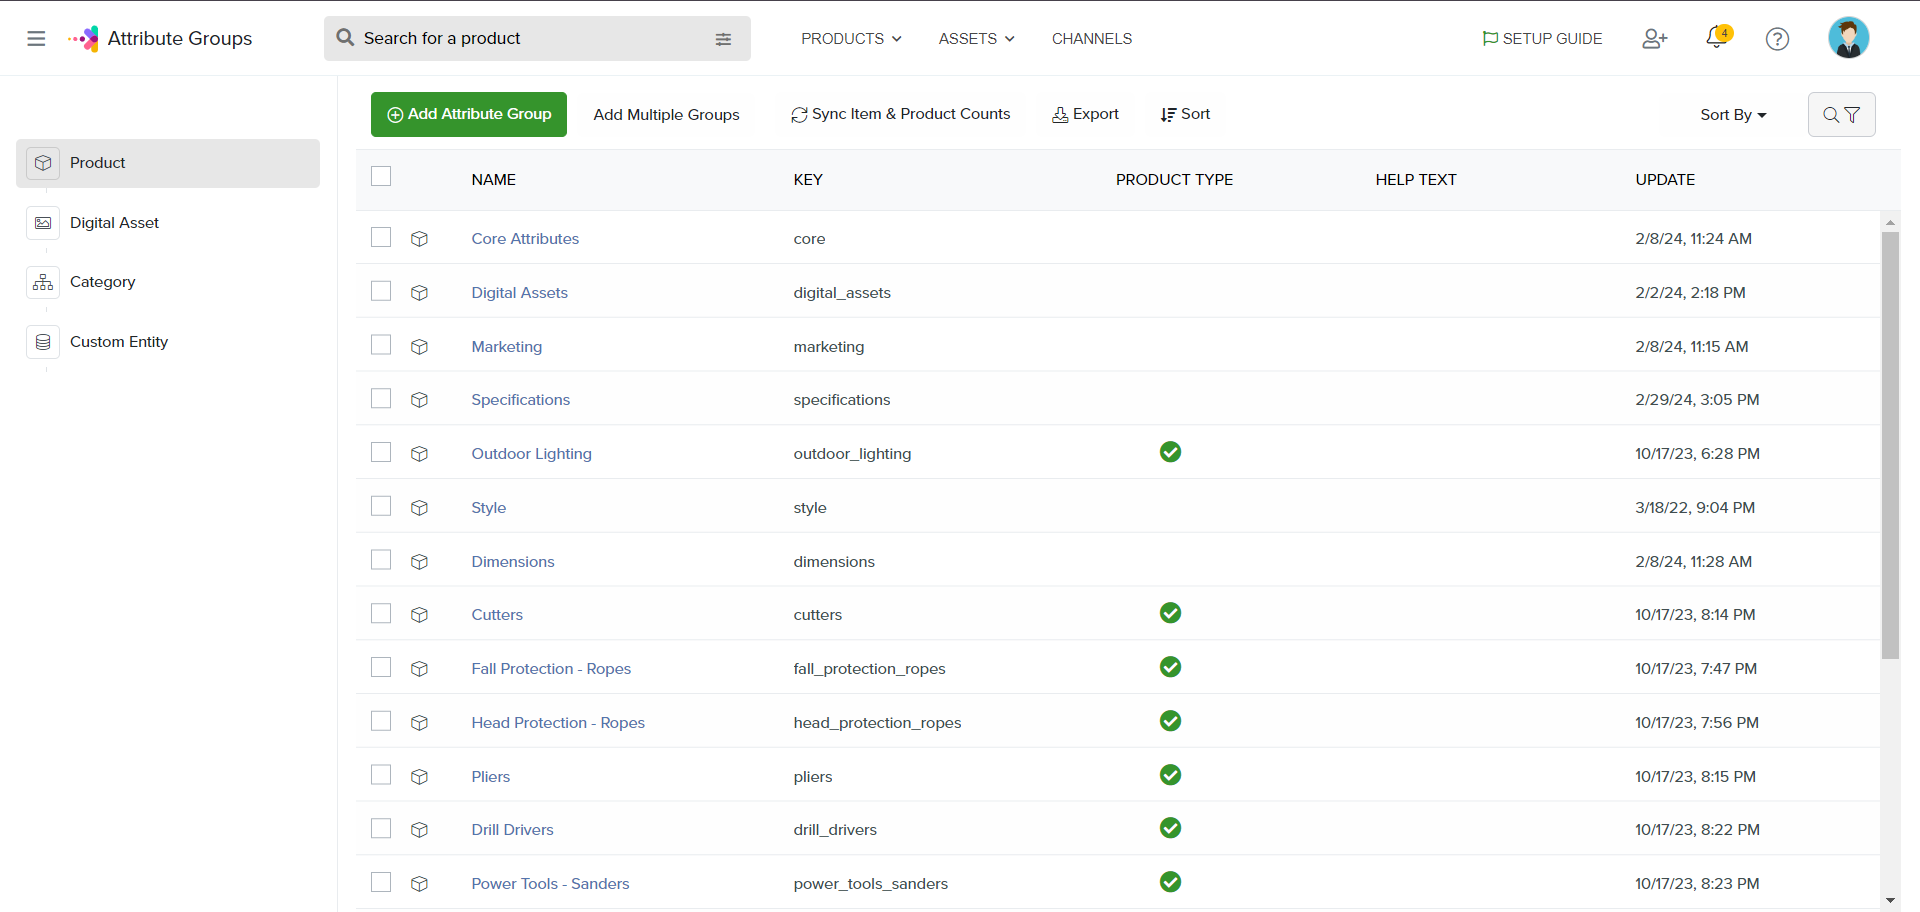 Attribute Groups
Search for a product
PRODUCTS
ASSETS
CHANNELS
SETUP GUIDE
4
?
Product
Digital Asset
Category
Custom Entity
Add Attribute Group
Add Multiple Groups
Sync Item & Product Counts
Export
Sort
Sort By
NAME KEY PRODUCT TYPE HELP TEXT UPDATE
Core Attributes core 2/8/24, 11:24 AM
Digital Assets digital_assets 2/2/24, 2:18 PM
Marketing marketing 2/8/24, 11:15 AM
Specifications specifications 2/29/24, 3:05 PM
Outdoor Lighting outdoor_lighting 10/17/23, 6:28 PM
Style style 3/18/22, 9:04 PM
Dimensions dimensions 2/8/24, 11:28 AM
Cutters cutters 10/17/23, 8:14 PM
Fall Protection - Ropes fall_protection_ropes 10/17/23, 7:47 PM
Head Protection - Ropes head_protection_ropes 10/17/23, 7:56 PM
Pliers pliers 10/17/23, 8:15 PM
Drill Drivers drill_drivers 10/17/23, 8:22 PM
Power Tools - Sanders power_tools_sanders 10/17/23, 8:23 PM